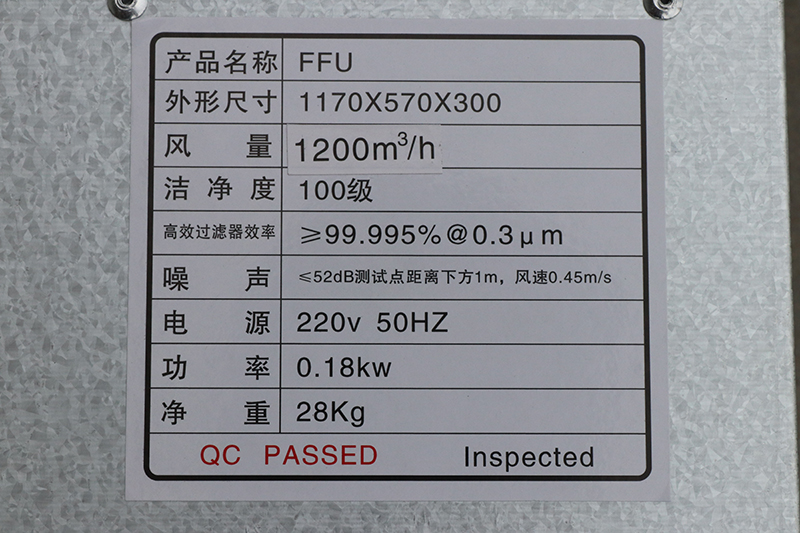 产品名称 FFU
外形尺寸 1170X570X300
风量 1200m³/h
洁净度 100级
高效过滤器效率 ≥99.995%@0.3μm
噪声 ≤52dB测试点距离下方1m，风速0.45m/s
电源 220v 50HZ
功率 0.18kw
净重 28Kg
QC PASSED Inspected